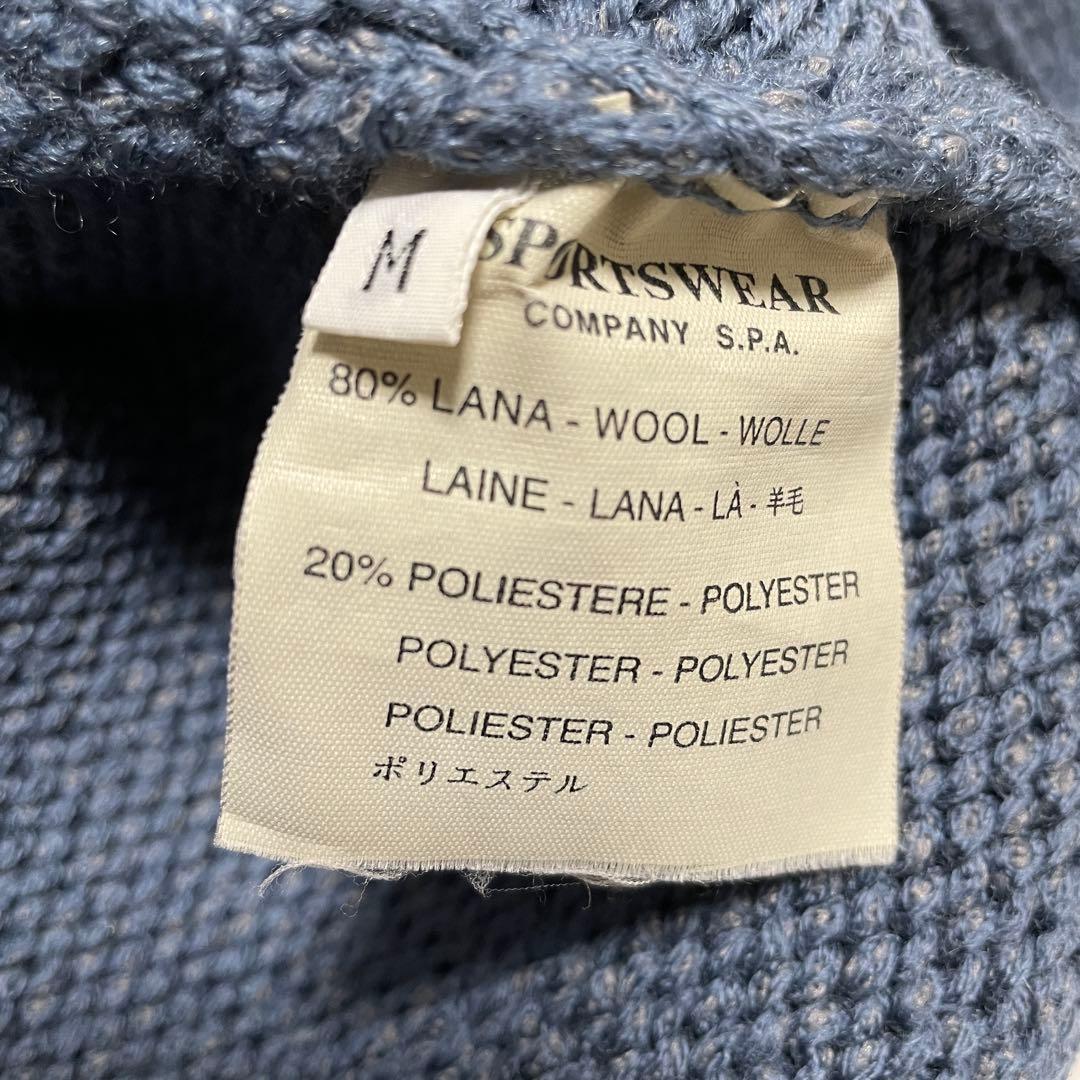 M
SPORTSWEAR
COMPANY S.P.A.
80% LANA - WOOL - WOLLE
LAINE - LANA - LÀ - 羊毛
20% POLIESTERE - POLYESTER
POLYESTER - POLYESTER
POLIESTER - POLIESTER
ポリエステル